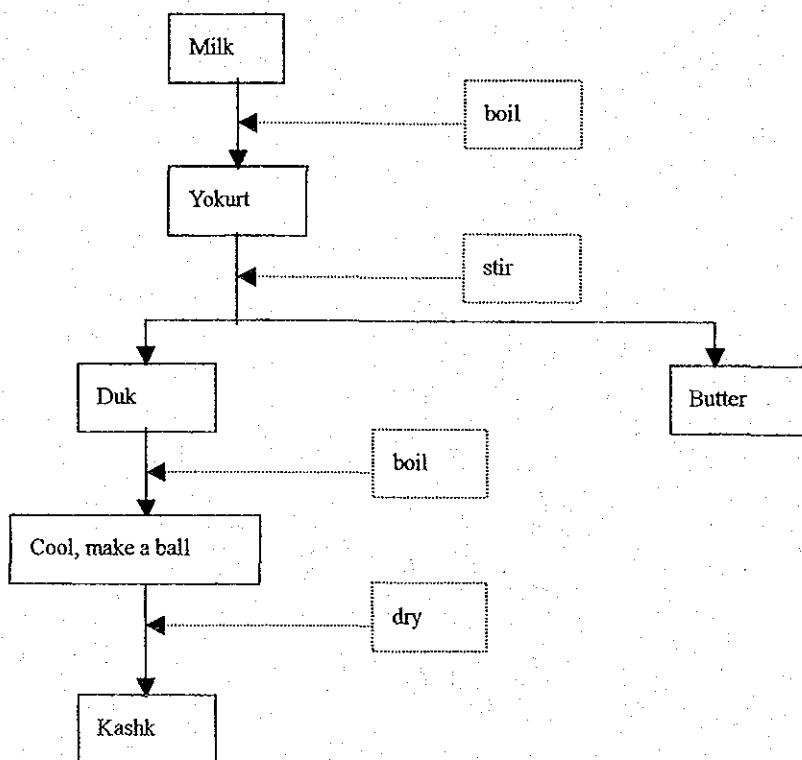 Milk
boil
Yokurt
stir
Duk
Butter
boil
Cool, make a ball
dry
Kashk